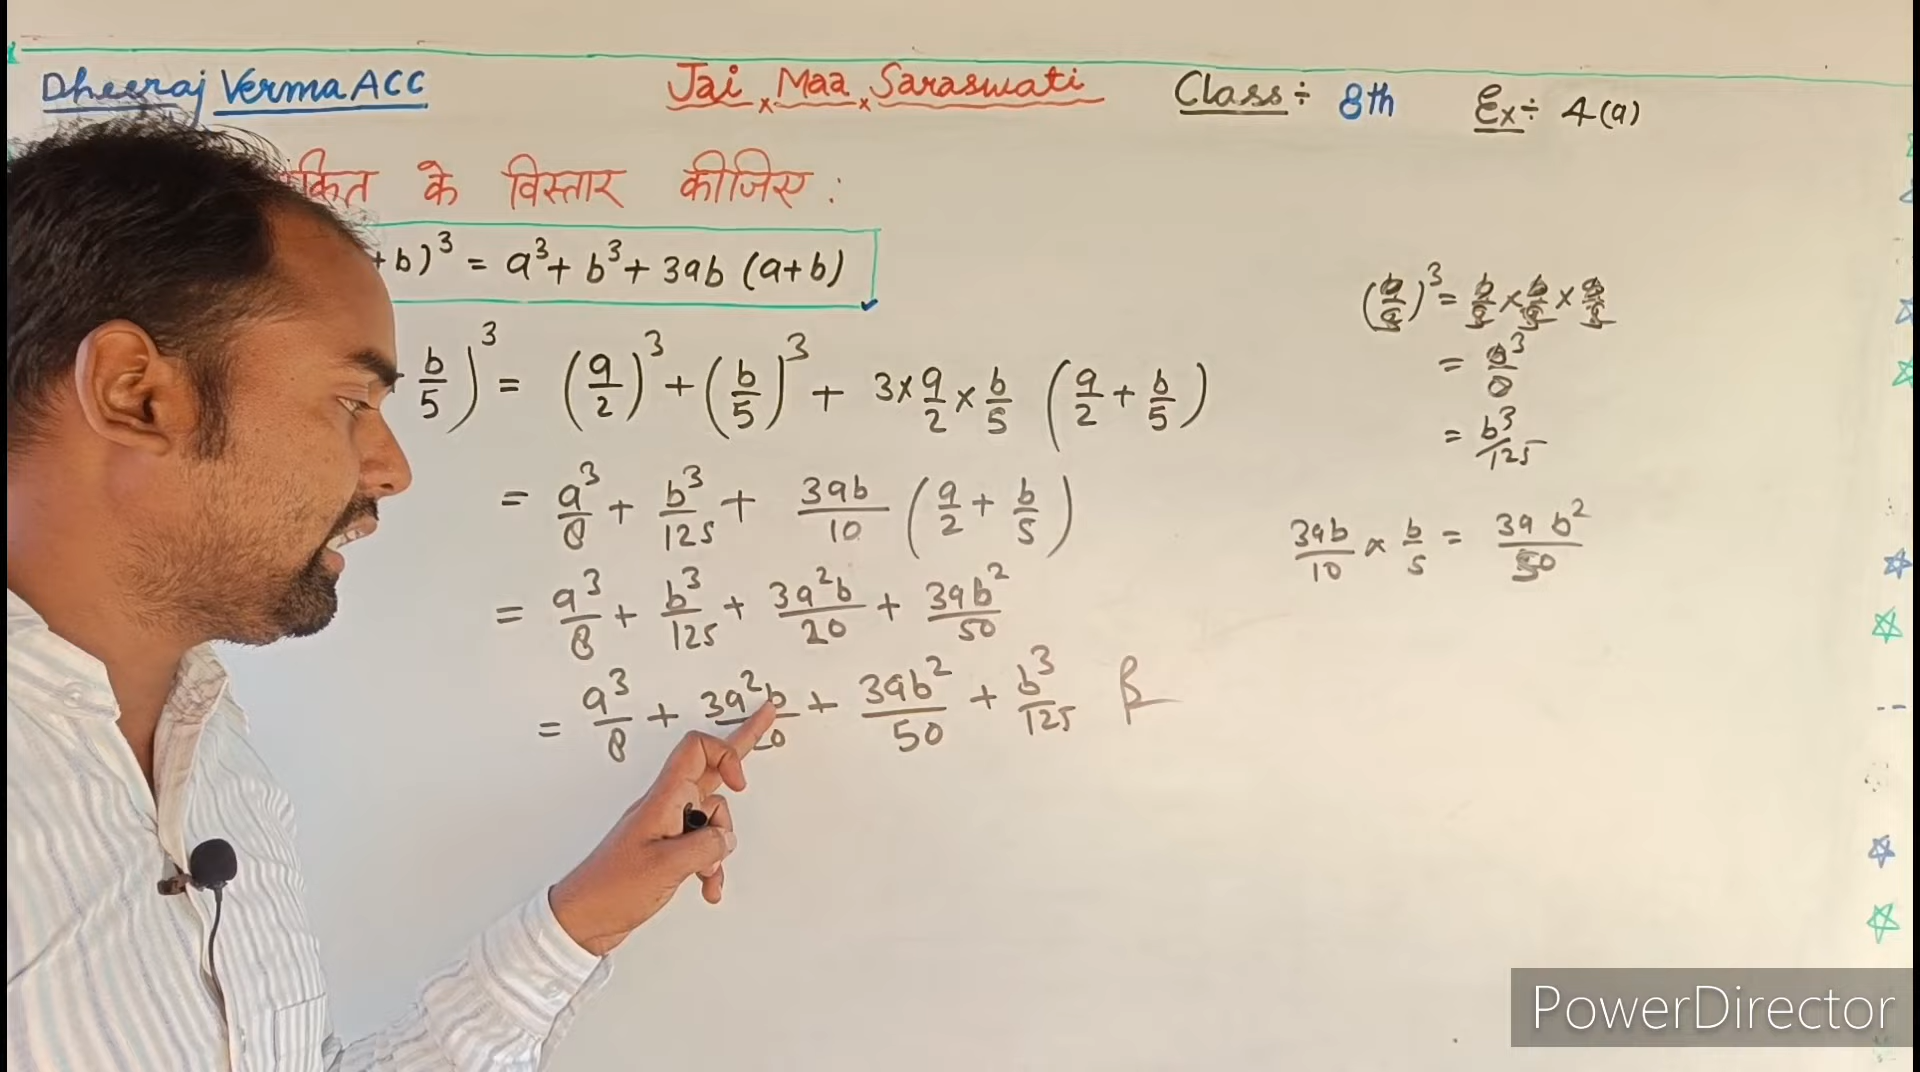 Dheeraj Verma ACC
Jai Maa Saraswati
Class ÷ 8th
Ex ÷ 4(a)
के विस्तार कीजिए :
+b)³ = a³ + b³ + 3ab (a+b)
b/5)³ = (a/2)³ + (b/5)³ + 3 × a/2 × b/5 (a/2 + b/5)
= a³/8 + b³/125 + 3ab/10 (a/2 + b/5)
= a³/8 + b³/125 + 3a²b/20 + 3ab²/50
= a³/8 + 3a²b/20 + 3ab²/50 + b³/125
= b³/125
3ab/10 × b/5 = 3ab²/50
PowerDirector